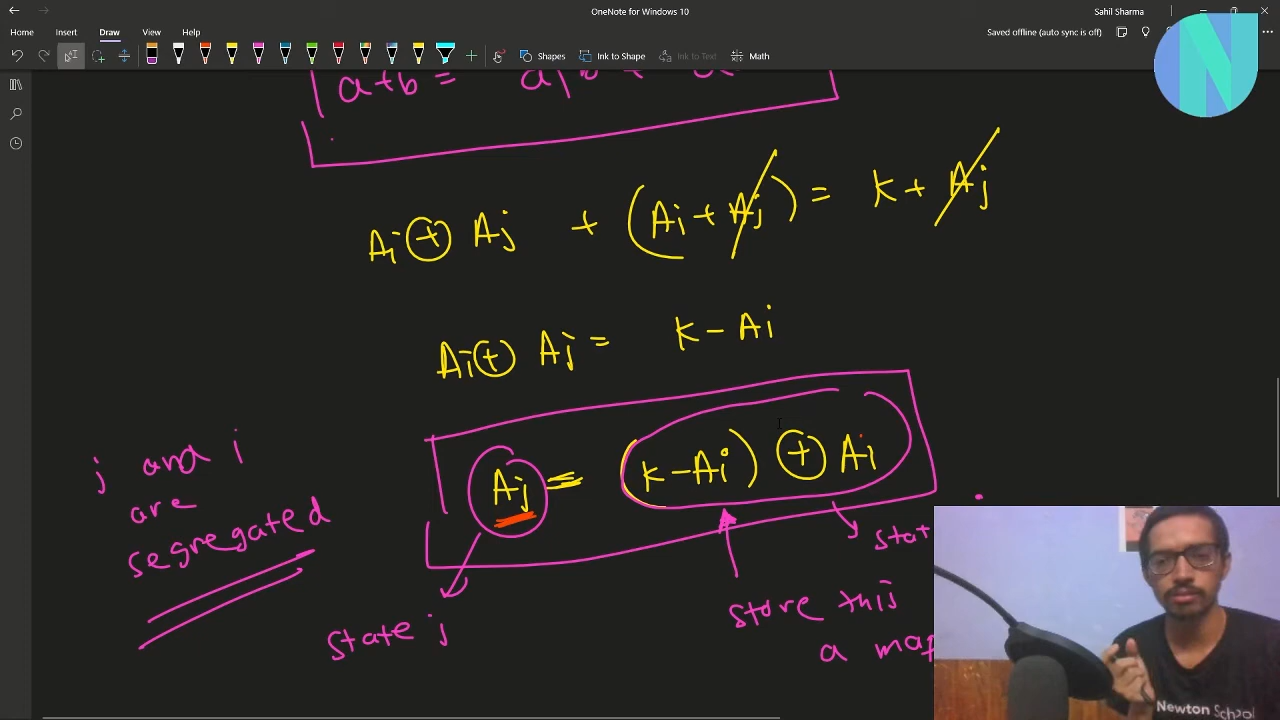 OneNote for Windows 10
Sahil Sharma
Home Insert Draw View Help
Saved offline (auto sync is off)
Shapes Ink to Shape Ink to Text Math
a+b =
Ai ⊕ Aj + (Ai + Aj) = K + Aj
Ai ⊕ Aj = K - Ai
Aj = (K - Ai) ⊕ Ai
j and i
are
segregated
state j
stat
store this
a map
Newton School